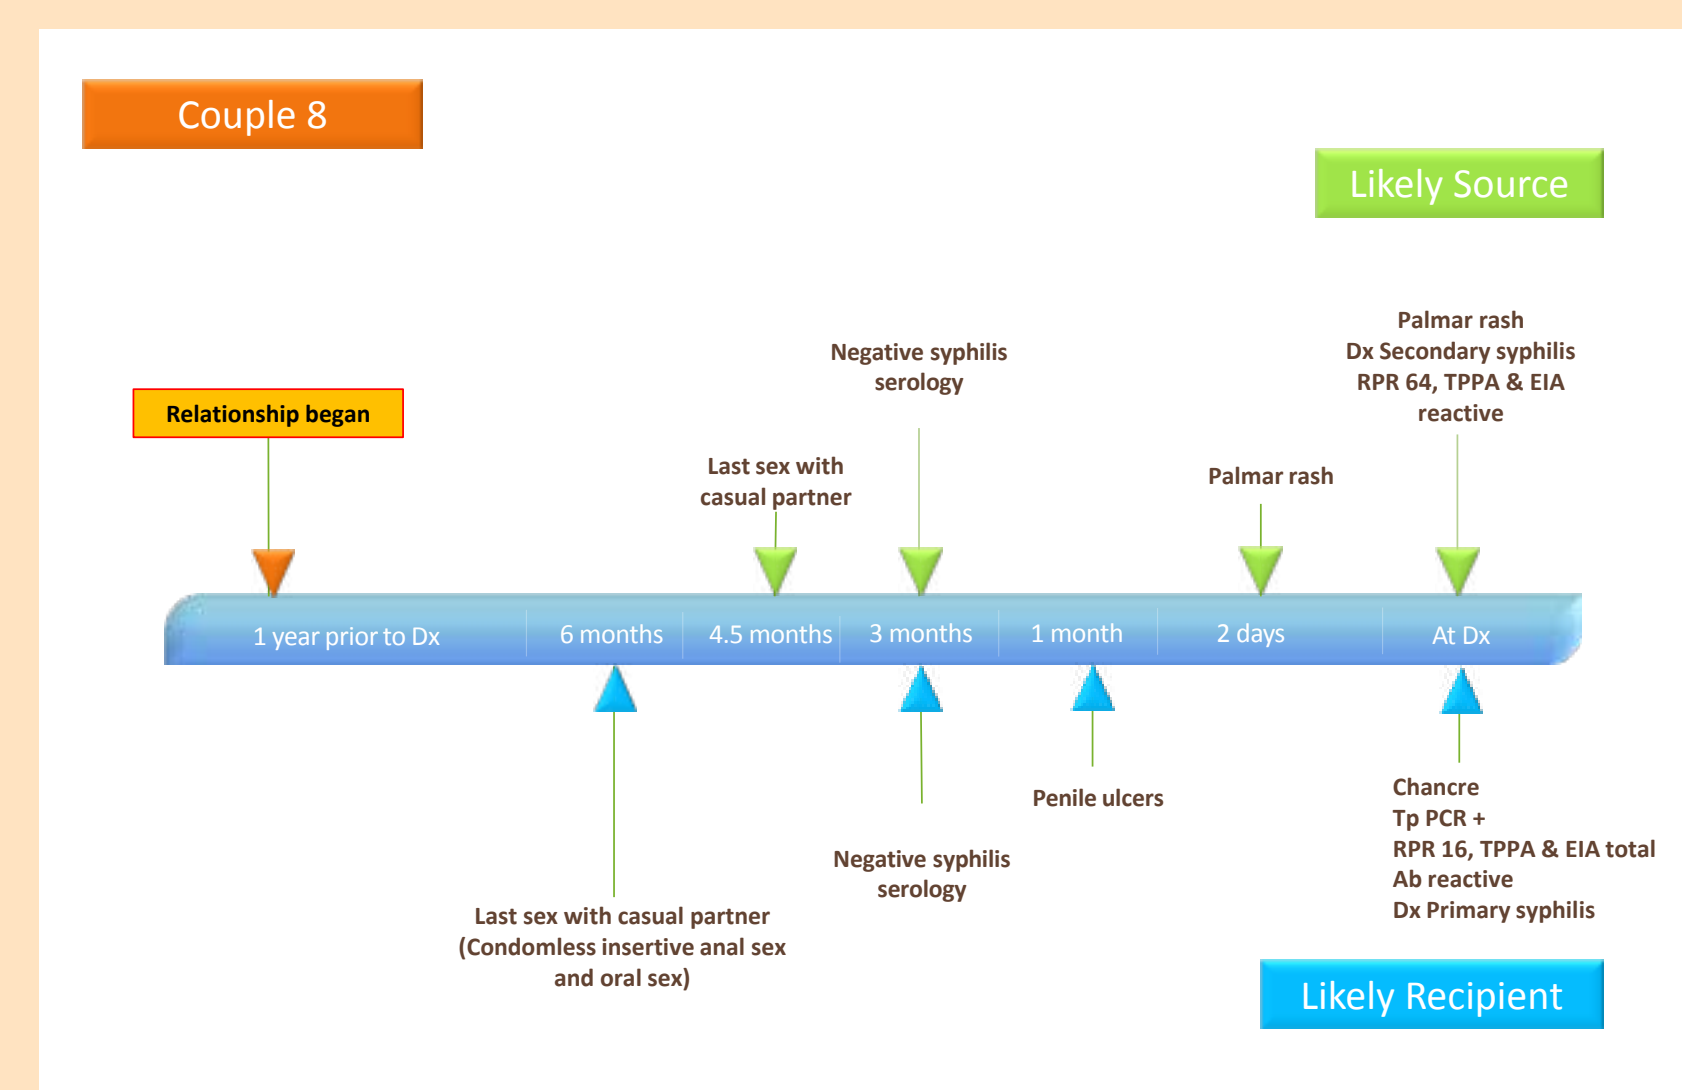 Couple 8
Likely Source
Palmar rash
Dx Secondary syphilis
RPR 64, TPPA & EIA
reactive
Negative syphilis
serology
Relationship began
Last sex with
casual partner
Palmar rash
1 year prior to Dx
6 months
4.5 months
3 months
1 month
2 days
At Dx
Penile ulcers
Chancre
Tp PCR +
RPR 16, TPPA & EIA total
Ab reactive
Dx Primary syphilis
Negative syphilis
serology
Last sex with casual partner
(Condomless insertive anal sex
and oral sex)
Likely Recipient